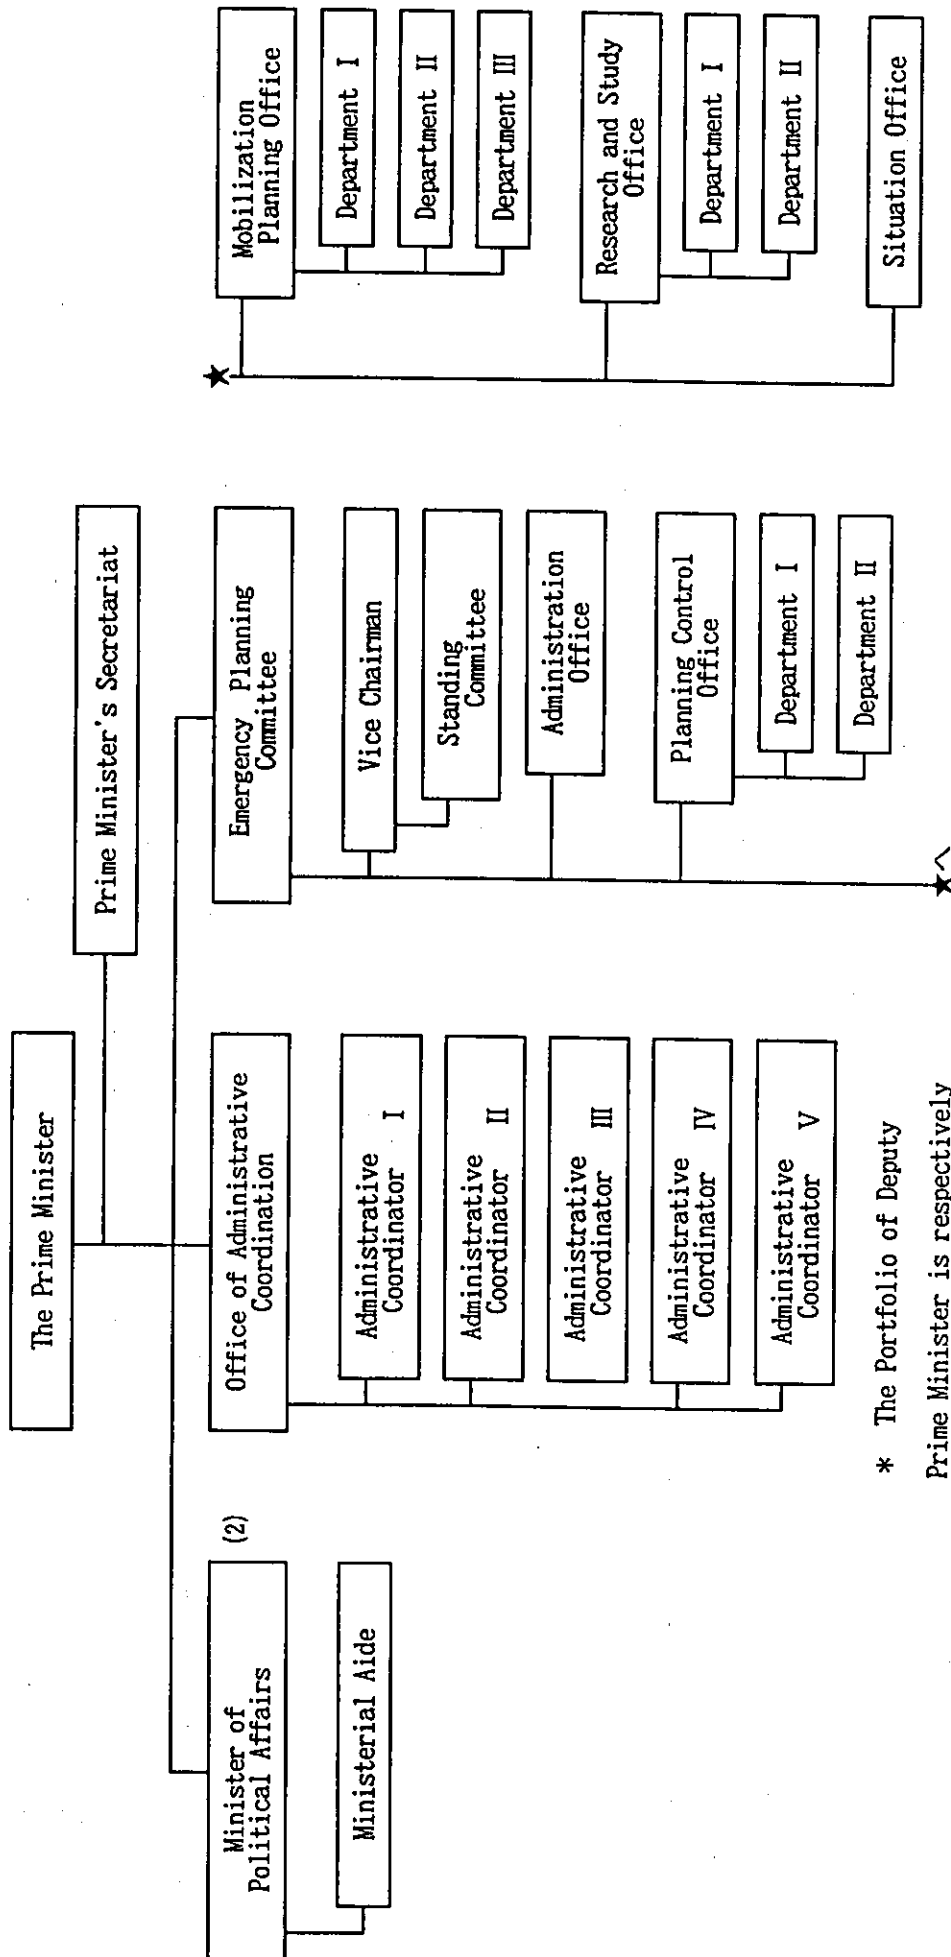 The Prime Minister
Prime Minister's Secretariat
Minister of
Political Affairs
(2)
Ministerial Aide
Office of Administrative
Coordination
Administrative
Coordinator I
Administrative
Coordinator II
Administrative
Coordinator III
Administrative
Coordinator IV
Administrative
Coordinator V
Emergency Planning
Committee
Vice Chairman
Standing
Committee
Administration
Office
Planning Control
Office
Department I
Department II
★
★
Mobilization
Planning Office
Department I
Department II
Department III
Research and Study
Office
Department I
Department II
Situation Office
* The Portfolio of Deputy
Prime Minister is respectively